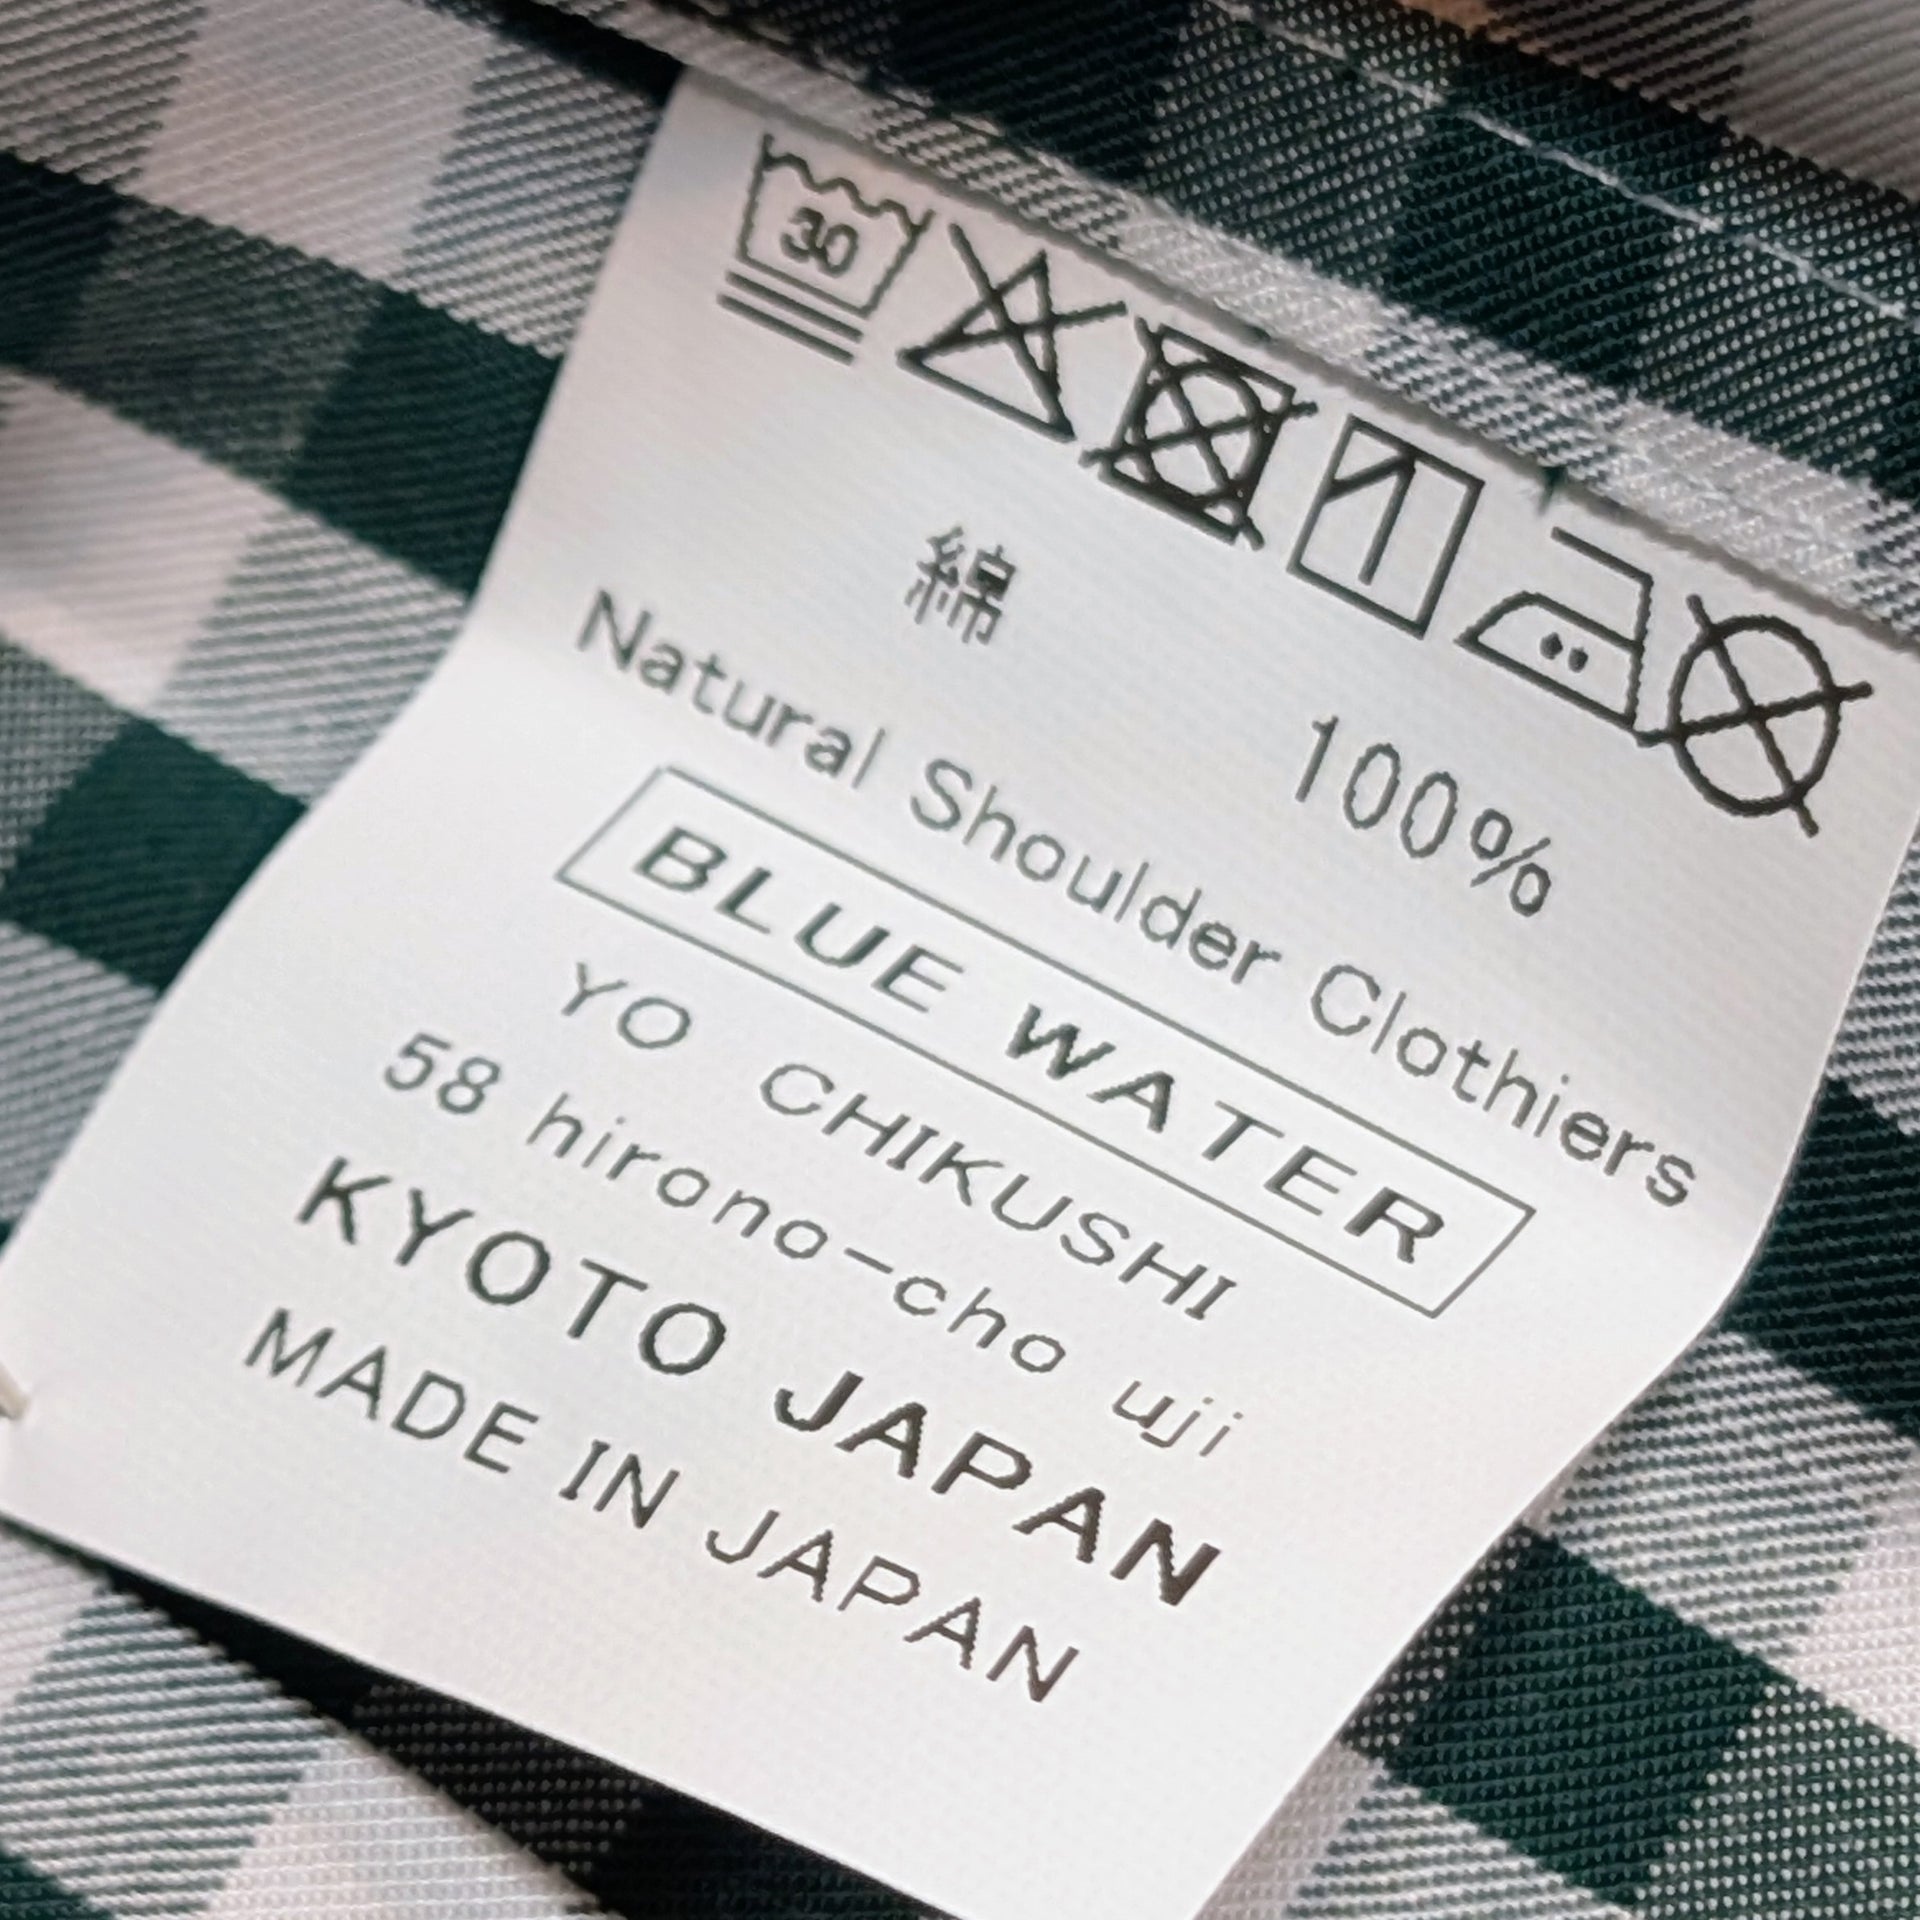 30
綿 100%
Natural Shoulder Clothiers
BLUE WATER
YO CHIKUSHI
58 hirono-cho uji
KYOTO JAPAN
MADE IN JAPAN